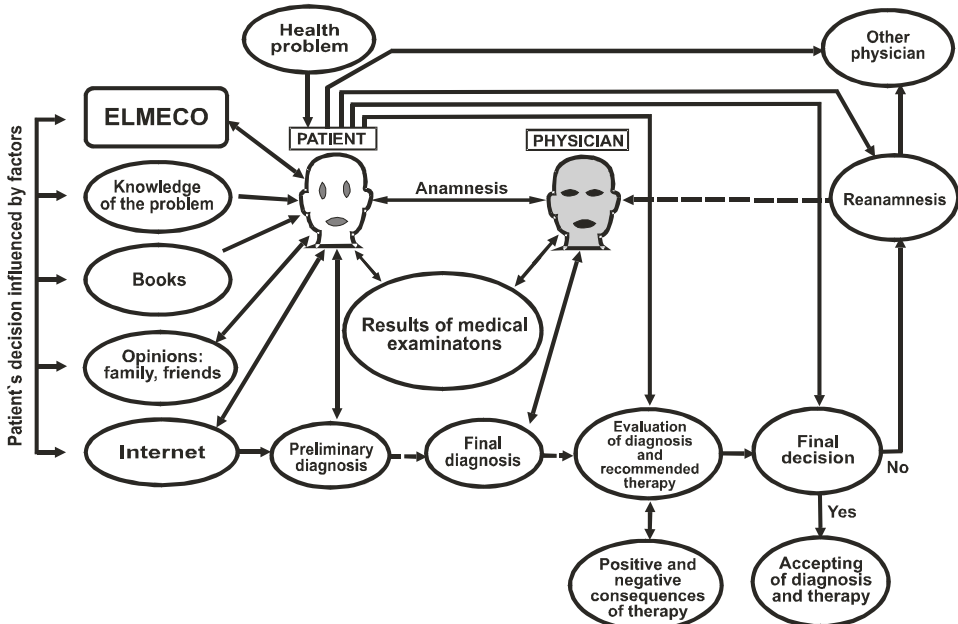 Health
problem
Other
physician
ELMECO
PATIENT
PHYSICIAN
Patient`s decision influenced by factors
Knowledge
of the problem
Anamnesis
Reanamnesis
Books
Results of medical
examinatons
Opinions:
family, friends
Internet
Preliminary
diagnosis
Final
diagnosis
Evaluation
of diagnosis
and
recommended
therapy
Final
decision
No
Yes
Positive and
negative
consequences
of therapy
Accepting
of diagnosis
and therapy